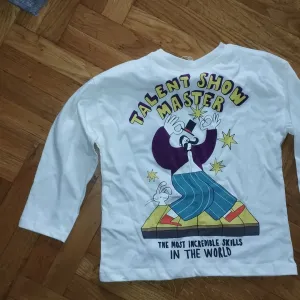 TALENT SHOW
MASTER
THE MOST INCREDIBLE SKILLS
IN THE WORLD